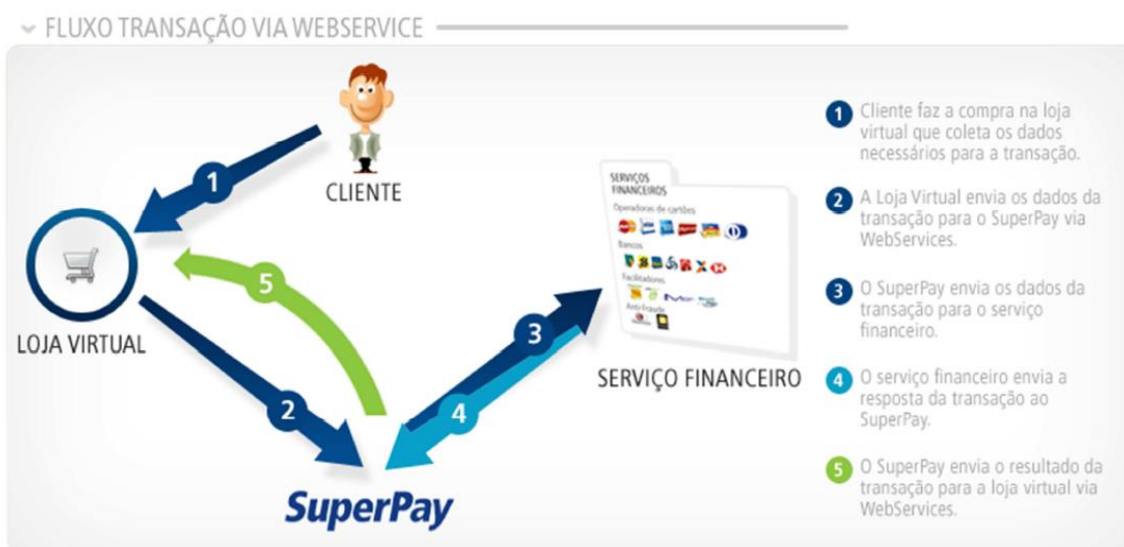 FLUXO TRANSAÇÃO VIA WEBSERVICE
1
CLIENTE
LOJA VIRTUAL
5
2
3
4
SuperPay
SERVIÇOS
FINANCEIROS
Operadoras de cartões
Bancos
Facilitadores
Anti-Fraude
SERVIÇO FINANCEIRO
1 Cliente faz a compra na loja
virtual que coleta os dados
necessários para a transação.
2 A Loja Virtual envia os dados da
transação para o SuperPay via
WebServices.
3 O SuperPay envia os dados da
transação para o serviço
financeiro.
4 O serviço financeiro envia a
resposta da transação ao
SuperPay.
5 O SuperPay envia o resultado da
transação para a loja virtual via
WebServices.